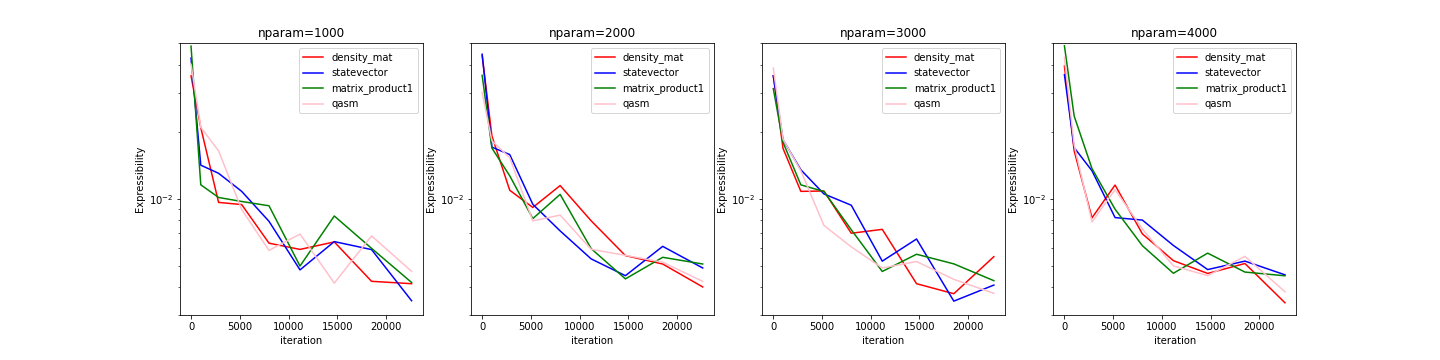 nparam=1000
density_mat
statevector
matrix_product1
qasm
Expressibility
10⁻²
0 5000 10000 15000 20000
iteration
nparam=2000
density_mat
statevector
matrix_product1
qasm
Expressibility
10⁻²
0 5000 10000 15000 20000
iteration
nparam=3000
density_mat
statevector
matrix_product1
qasm
Expressibility
10⁻²
0 5000 10000 15000 20000
iteration
nparam=4000
density_mat
statevector
matrix_product1
qasm
Expressibility
10⁻²
0 5000 10000 15000 20000
iteration